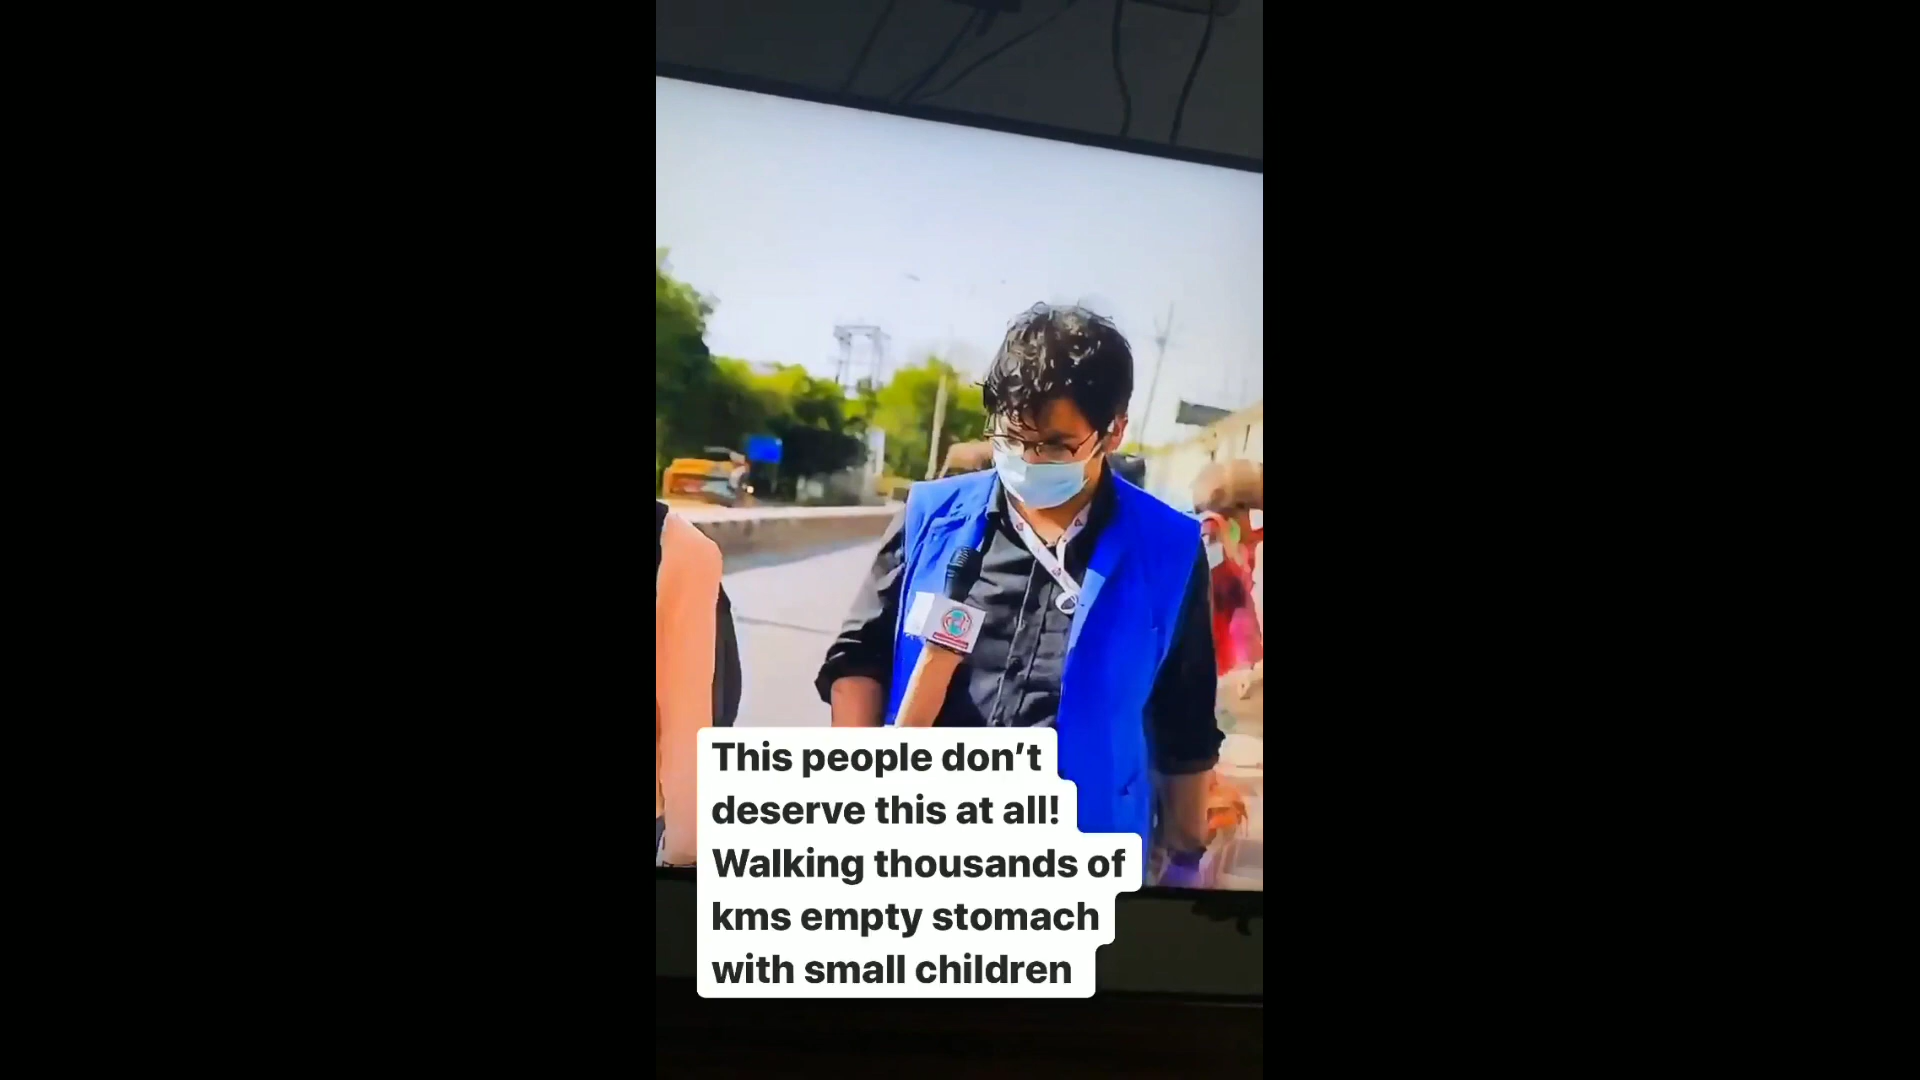 This people don’t
deserve this at all!
Walking thousands of
kms empty stomach
with small children